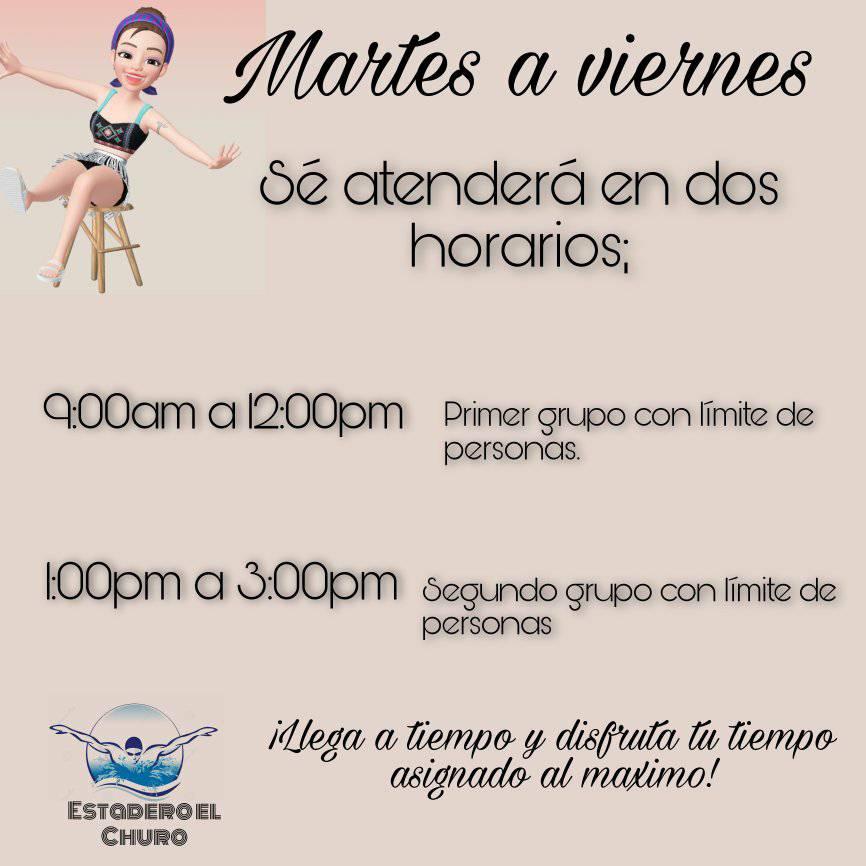 Martes a viernes
Sé atenderá en dos
horarios;
9:00am a 12:00pm
Primer grupo con límite de
personas.
1:00pm a 3:00pm
Segundo grupo con límite de
personas
¡Llega a tiempo y disfruta tu tiempo
asignado al maximo!
ESTADERO EL
CHURO